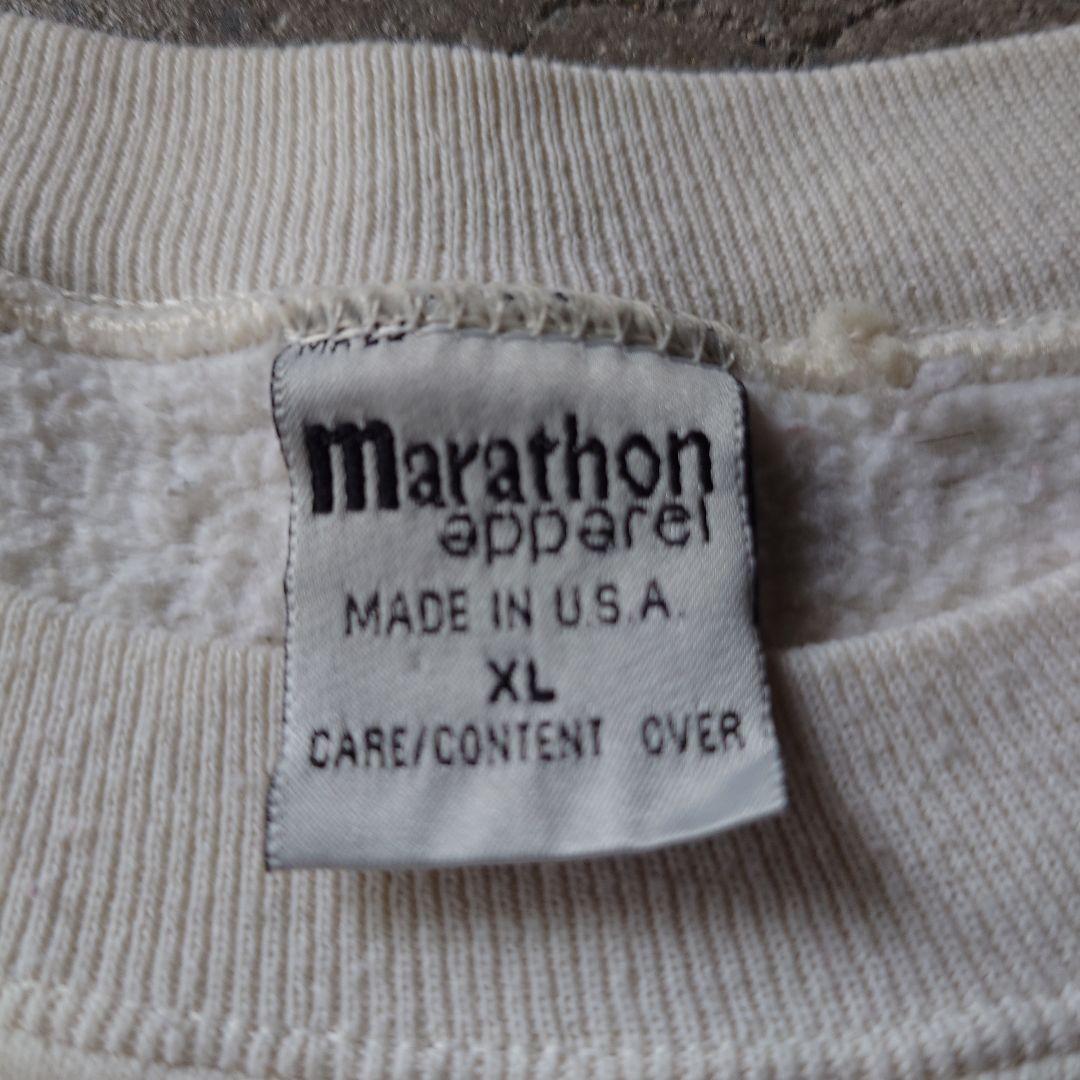 marathon
apparel
MADE IN U.S.A.
XL
CARE/CONTENT OVER